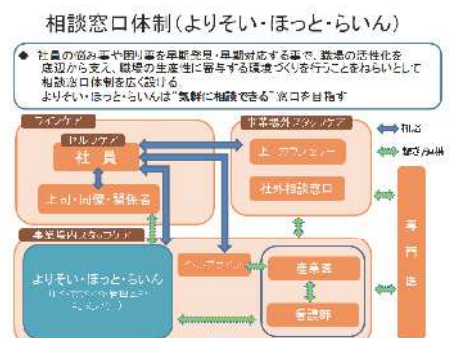 相談窓口体制(よりそい・ほっと・らいん)
◆ 社員の悩み事や困り事を早期発見・早期対応する事で、職場の活性化を
底辺から支え、職場の生産性に寄与する環境づくりを行うことをねらいとして
相談窓口体制を広く設ける
よりそい・ほっと・らいんは“気軽に相談できる”窓口を目指す
ラインケア
事業場外スタッフケア
セルフケア
社員
相談
上司・同僚・関係者
社外相談窓口
専門医
事業場内スタッフケア
よりそい・ほっと・らいん
産業医
看護師